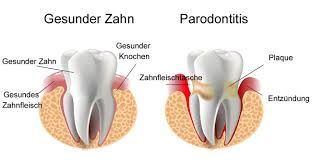 Gesunder Zahn
Parodontitis
Gesunder
Knochen
Gesunder Zahn
Gesundes
Zahnfleisch
Plaque
Zahnfleischtasche
Entzündung